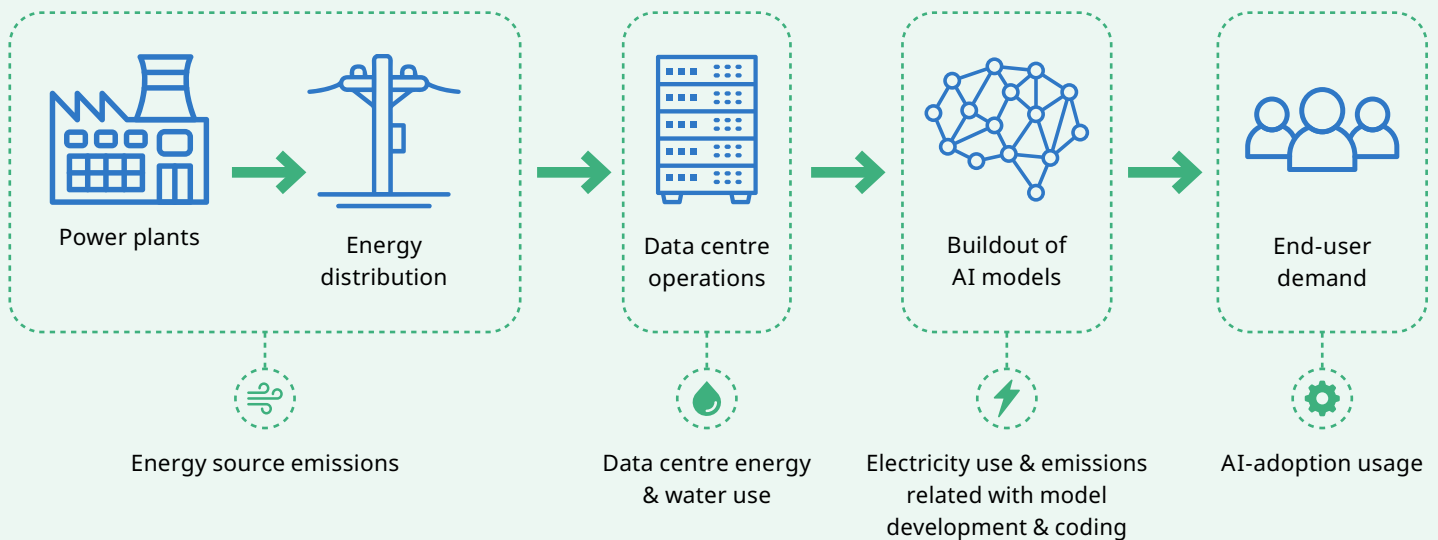 Power plants
Energy
distribution
Data centre
operations
Buildout of
AI models
End-user
demand
Energy source emissions
Data centre energy
& water use
Electricity use & emissions
related with model
development & coding
AI-adoption usage